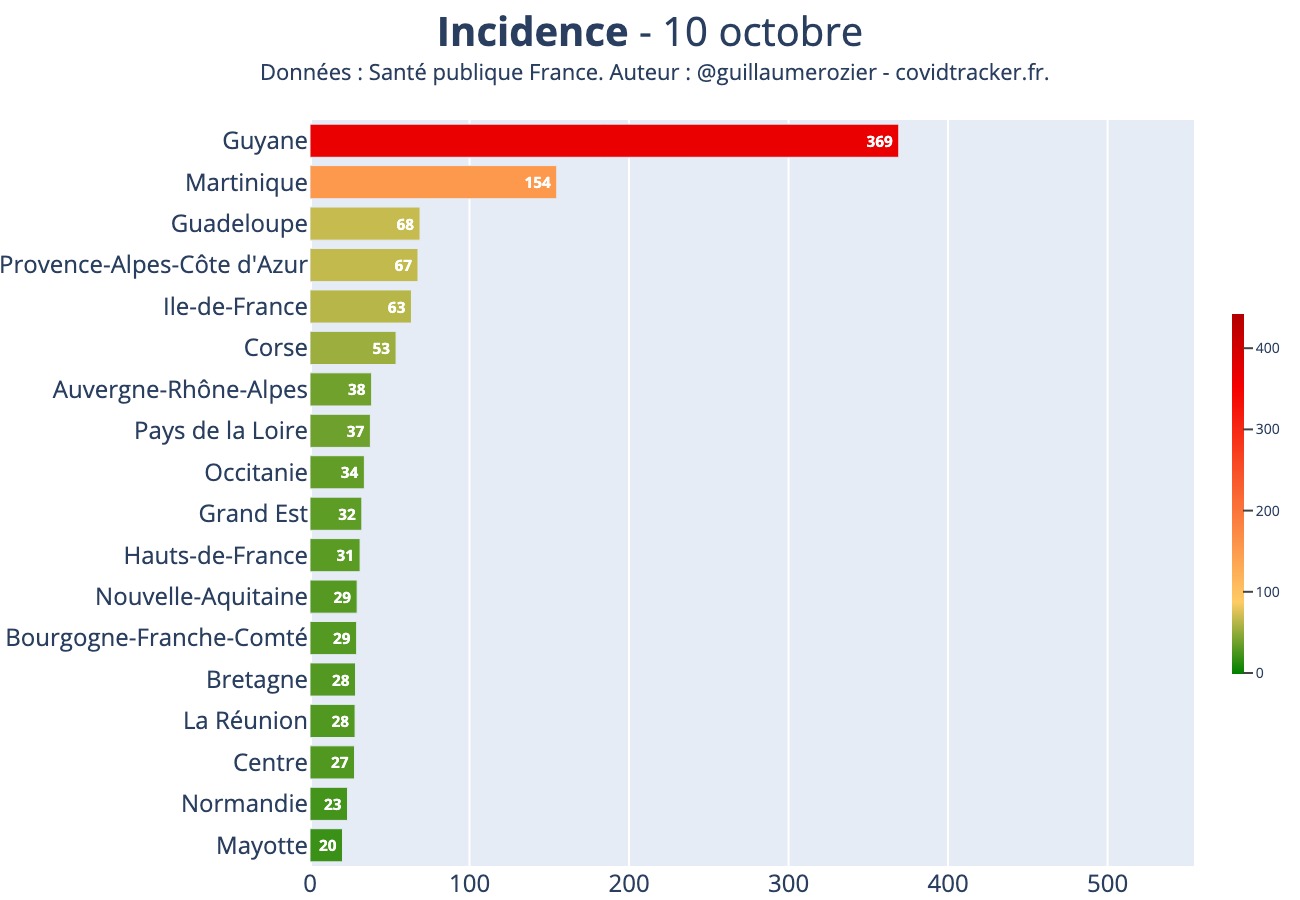 Incidence - 10 octobre
Données : Santé publique France. Auteur : @guillaumerozier - covidtracker.fr.
Guyane 369
Martinique 154
Guadeloupe 68
Provence-Alpes-Côte d'Azur 67
Ile-de-France 63
Corse 53
Auvergne-Rhône-Alpes 38
Pays de la Loire 37
Occitanie 34
Grand Est 32
Hauts-de-France 31
Nouvelle-Aquitaine 29
Bourgogne-Franche-Comté 29
Bretagne 28
La Réunion 28
Centre 27
Normandie 23
Mayotte 20
0 100 200 300 400 500
400
300
200
100
0